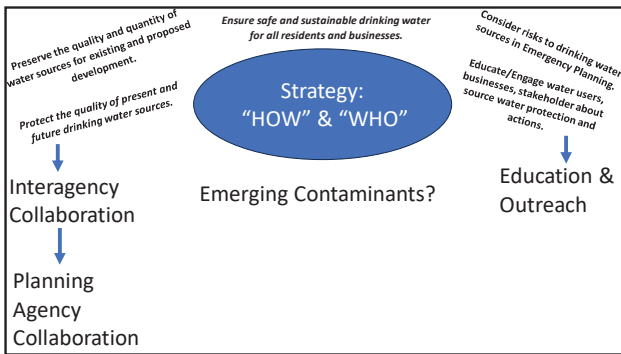 Preserve the quality and quantity of
water sources for existing and proposed
development.
Protect the quality of present and
future drinking water sources.
Ensure safe and sustainable drinking water
for all residents and businesses.
Consider risks to drinking water
sources in Emergency Planning.
Educate/Engage water users,
businesses, stakeholder about
source water protection and
actions.
Strategy:
“HOW” & “WHO”
Interagency
Collaboration
Emerging Contaminants?
Education &
Outreach
Planning
Agency
Collaboration